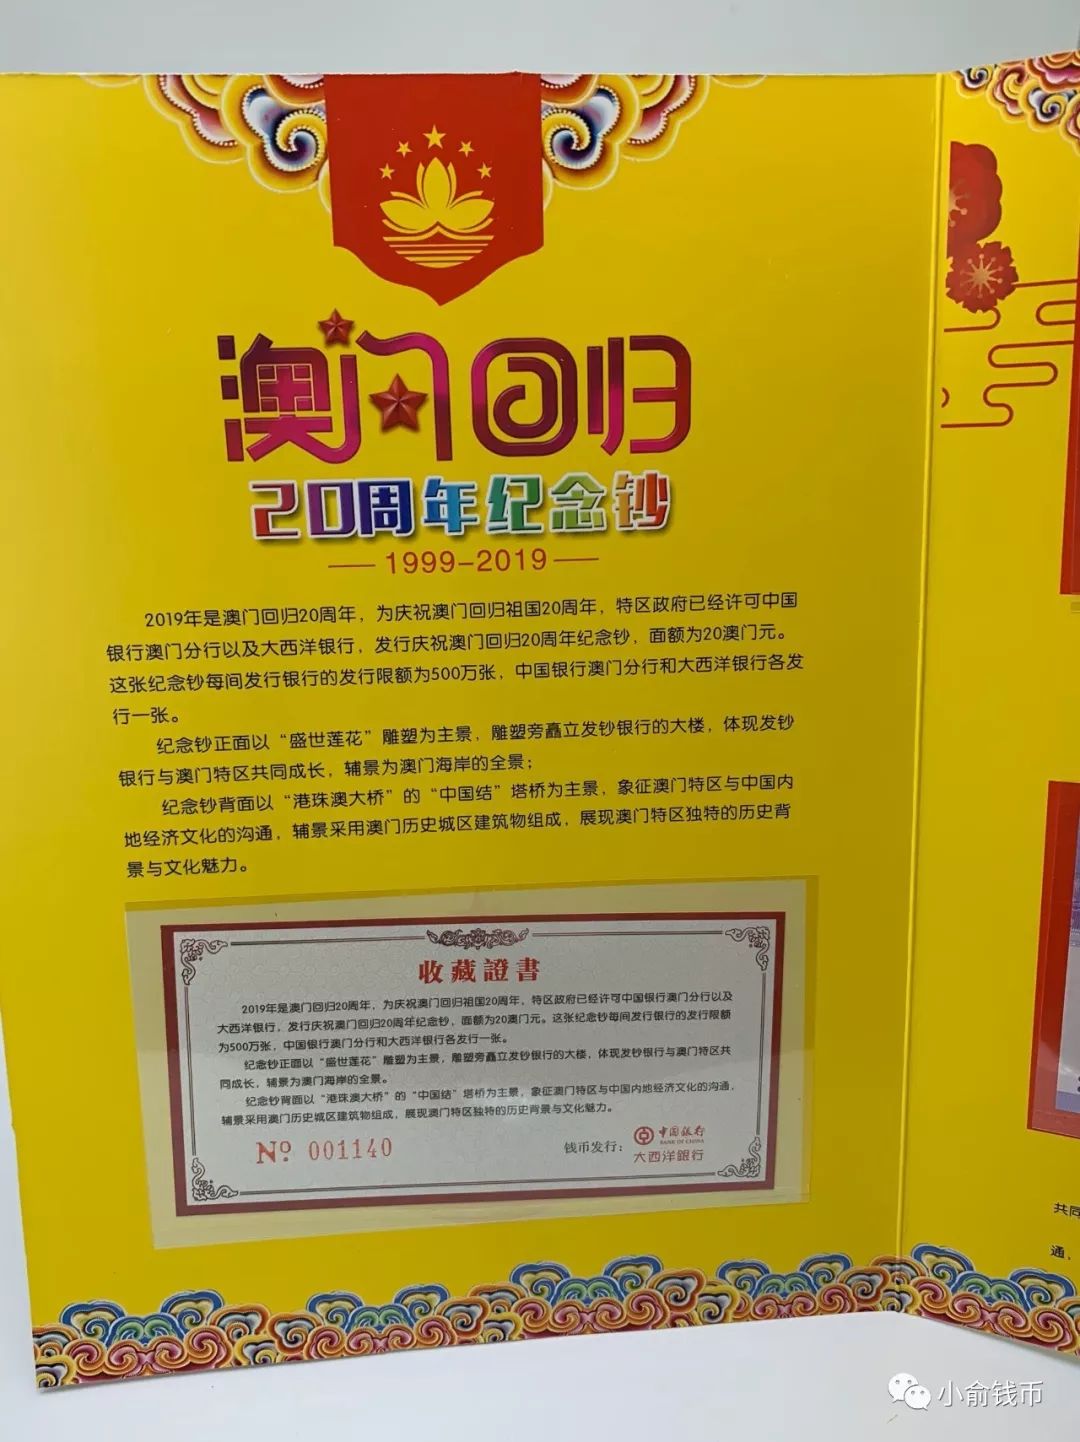 澳门回归
20周年纪念钞
1999-2019
2019年是澳门回归20周年，为庆祝澳门回归祖国20周年，特区政府已经许可中国
银行澳门分行以及大西洋银行，发行庆祝澳门回归20周年纪念钞，面额为20澳门元。
这张纪念钞每间发行银行的发行限额为500万张，中国银行澳门分行和大西洋银行各发
行一张。
纪念钞正面以“盛世莲花”雕塑为主景，雕塑旁矗立发钞银行的大楼，体现发钞
银行与澳门特区共同成长，辅景为澳门海岸的全景；
纪念钞背面以“港珠澳大桥”的“中国结”塔桥为主景，象征澳门特区与中国内
地经济文化的沟通，辅景采用澳门历史城区建筑物组成，展现澳门特区独特的历史背
景与文化魅力。
收藏證書
2019年是澳门回归20周年，为庆祝澳门回归祖国20周年，特区政府已经许可中国银行澳门分行以及
大西洋银行，发行庆祝澳门回归20周年纪念钞，面额为20澳门元。这张纪念钞每间发行银行的发行限额
为500万张，中国银行澳门分行和大西洋银行各发行一张。
纪念钞正面以“盛世莲花”雕塑为主景，雕塑旁矗立发钞银行的大楼，体现发钞银行与澳门特区共
同成长，辅景为澳门海岸的全景。
纪念钞背面以“港珠澳大桥”的“中国结”塔桥为主景，象征澳门特区与中国内地经济文化的沟通，
辅景采用澳门历史城区建筑物组成，展现澳门特区独特的历史背景与文化魅力。
Nº. 001140
钱币发行：
中国银行
BANK OF CHINA
大西洋銀行
共同
通，
小俞钱币